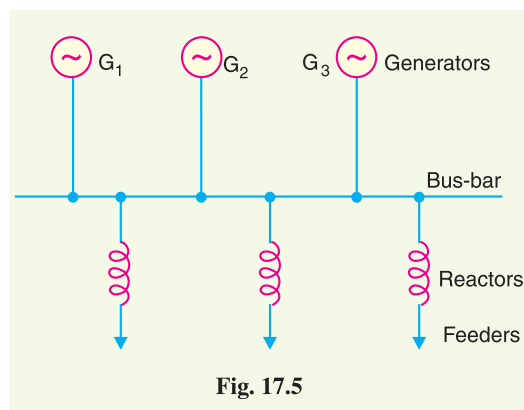 G1
G2
G3 Generators
Bus-bar
Reactors
Feeders
Fig. 17.5